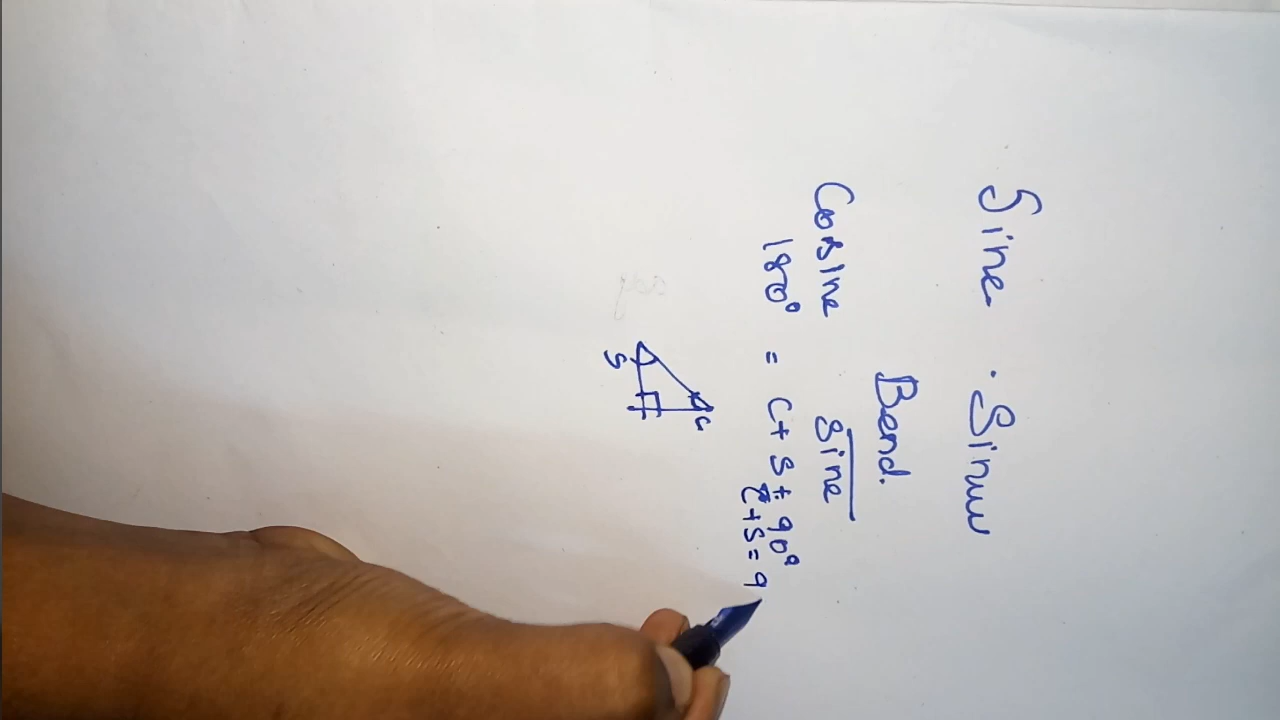 Sine . Sinus
Bend.
Cosine Sine
180° = C + S + 90°
C + S = 9
S C